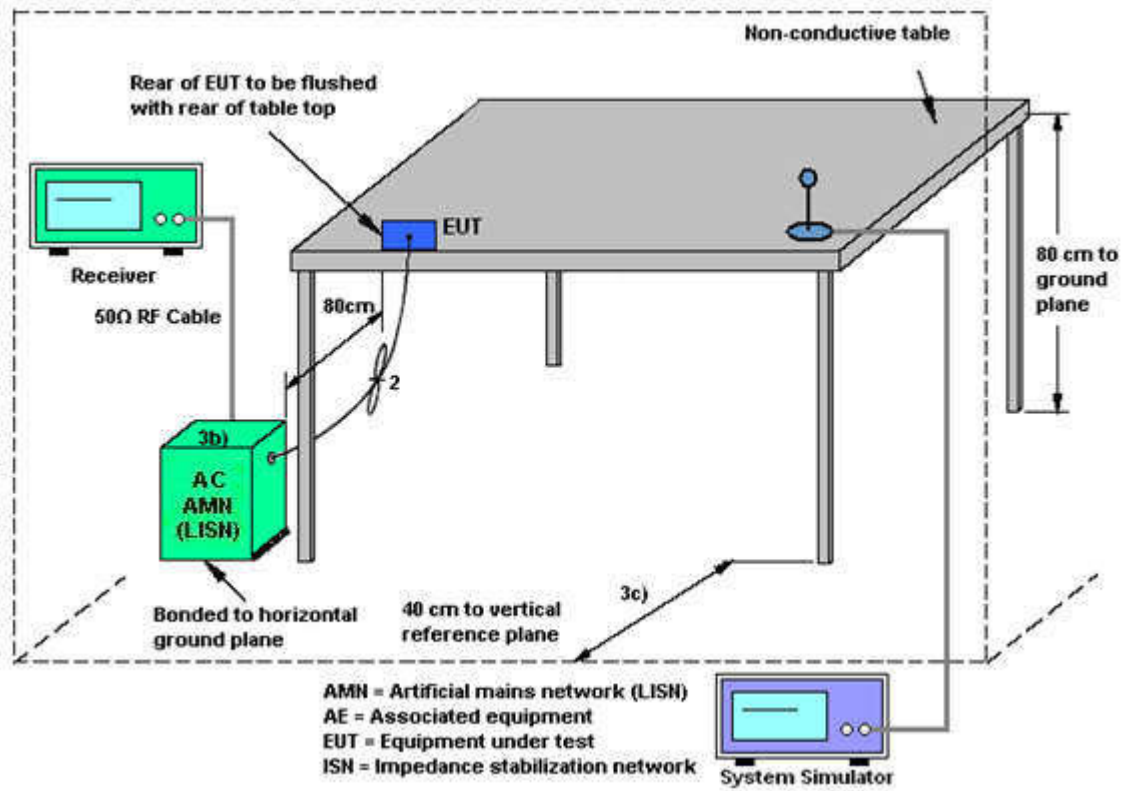 Non-conductive table
Rear of EUT to be flushed
with rear of table top
EUT
Receiver
80cm
80 cm to
ground
plane
50Ω RF Cable
2
3b)
AC
AMN
(LISN)
Bonded to horizontal
ground plane
40 cm to vertical
reference plane
3c)
AMN = Artificial mains network (LISN)
AE = Associated equipment
EUT = Equipment under test
ISN = Impedance stabilization network
System Simulator